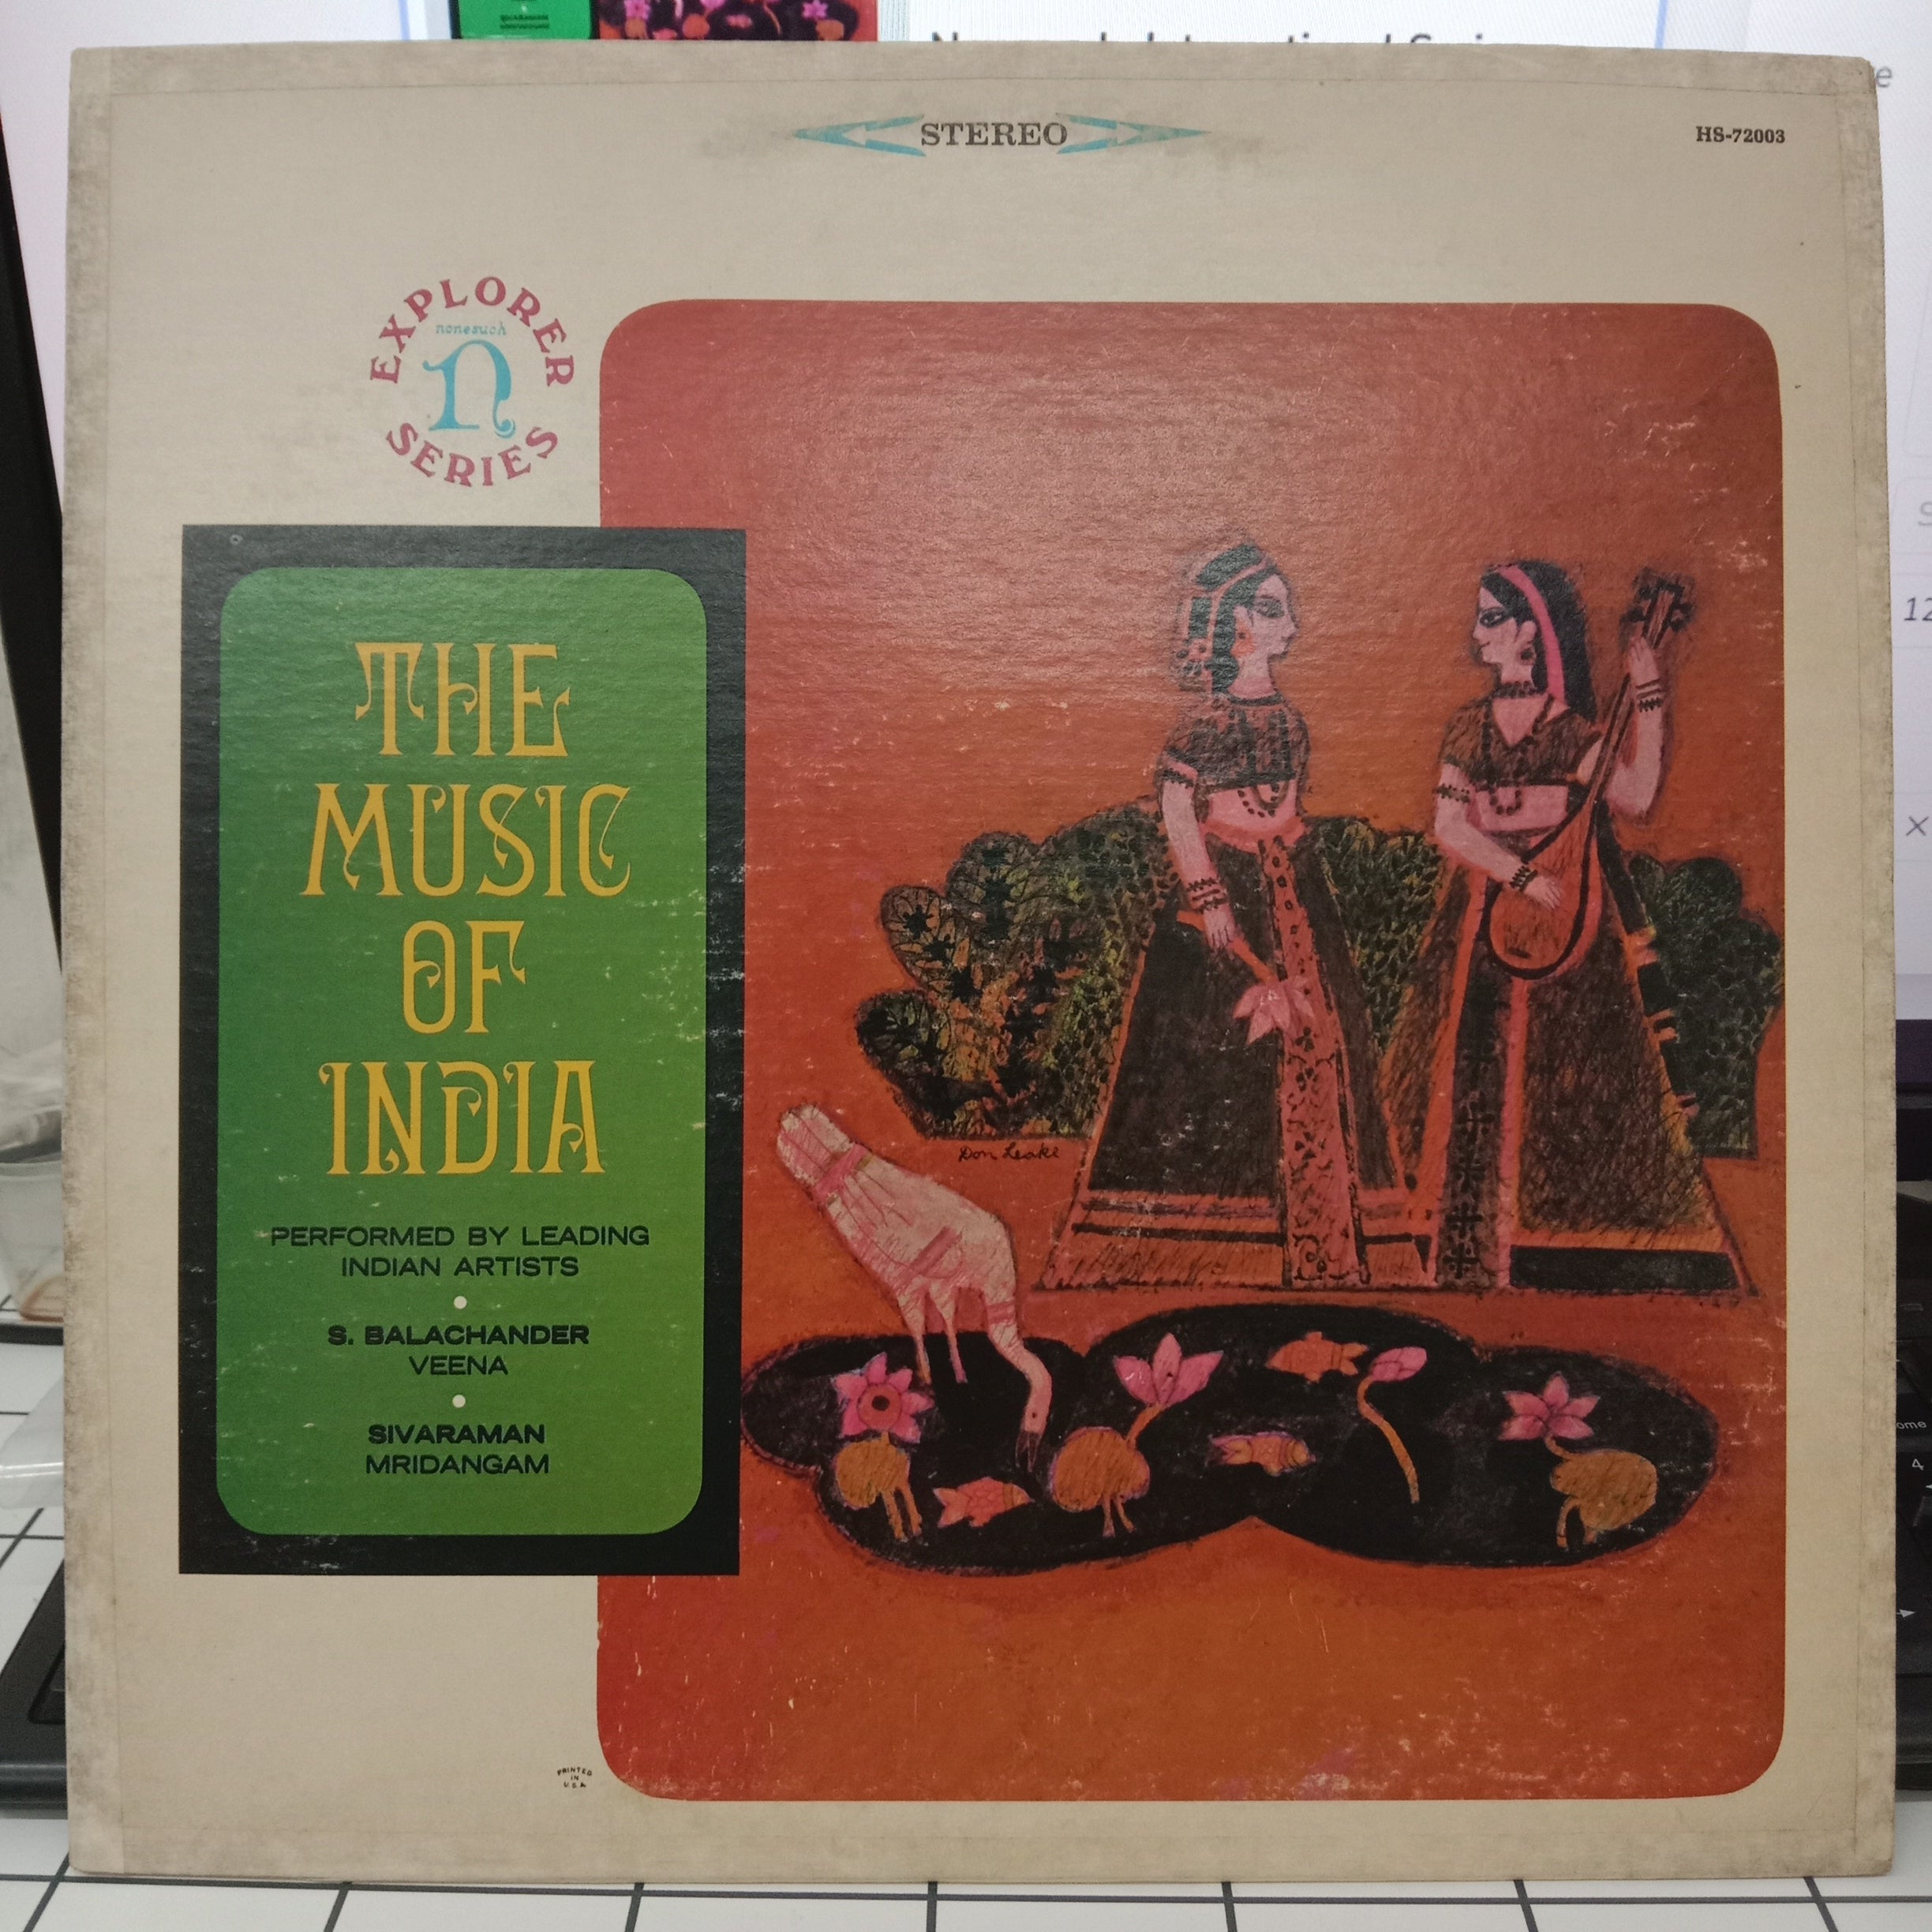 STEREO
HS-72003
EXPLORER
nonesuch
n
SERIES
THE
MUSIC
OF
INDIA
PERFORMED BY LEADING
INDIAN ARTISTS
S. BALACHANDER
VEENA
SIVARAMAN
MRIDANGAM
Don Leake
PRINTED
IN
U.S.A.